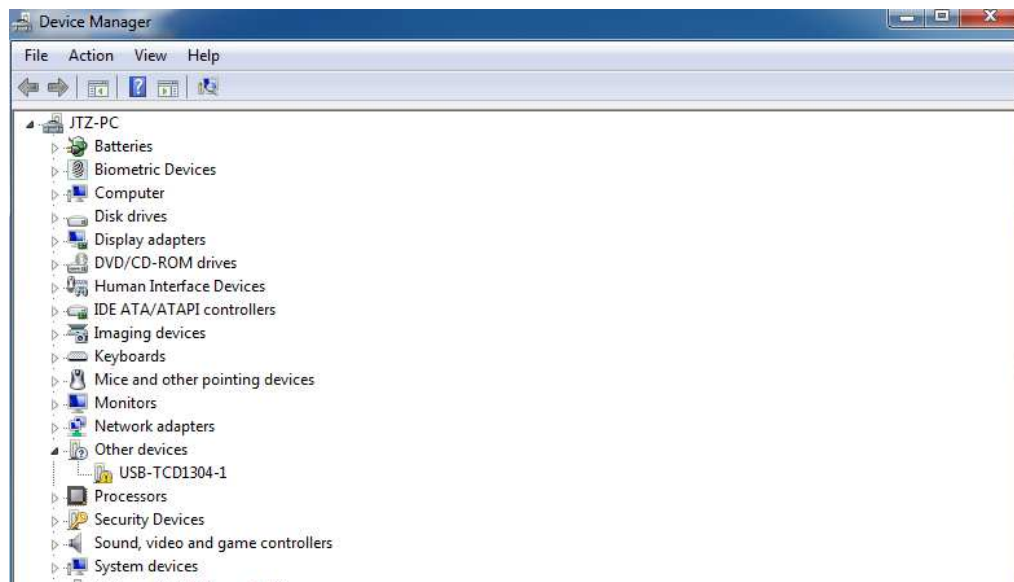 Device Manager
File Action View Help
JTZ-PC
Batteries
Biometric Devices
Computer
Disk drives
Display adapters
DVD/CD-ROM drives
Human Interface Devices
IDE ATA/ATAPI controllers
Imaging devices
Keyboards
Mice and other pointing devices
Monitors
Network adapters
Other devices
USB-TCD1304-1
Processors
Security Devices
Sound, video and game controllers
System devices